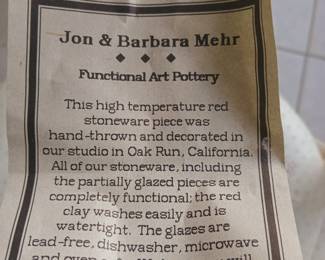 Jon & Barbara Mehr
Functional Art Pottery
This high temperature red
stoneware piece was
hand-thrown and decorated in
our studio in Oak Run, California.
All of our stoneware, including
the partially glazed pieces are
completely functional; the red
clay washes easily and is
watertight. The glazes are
lead-free, dishwasher, microwave
and oven